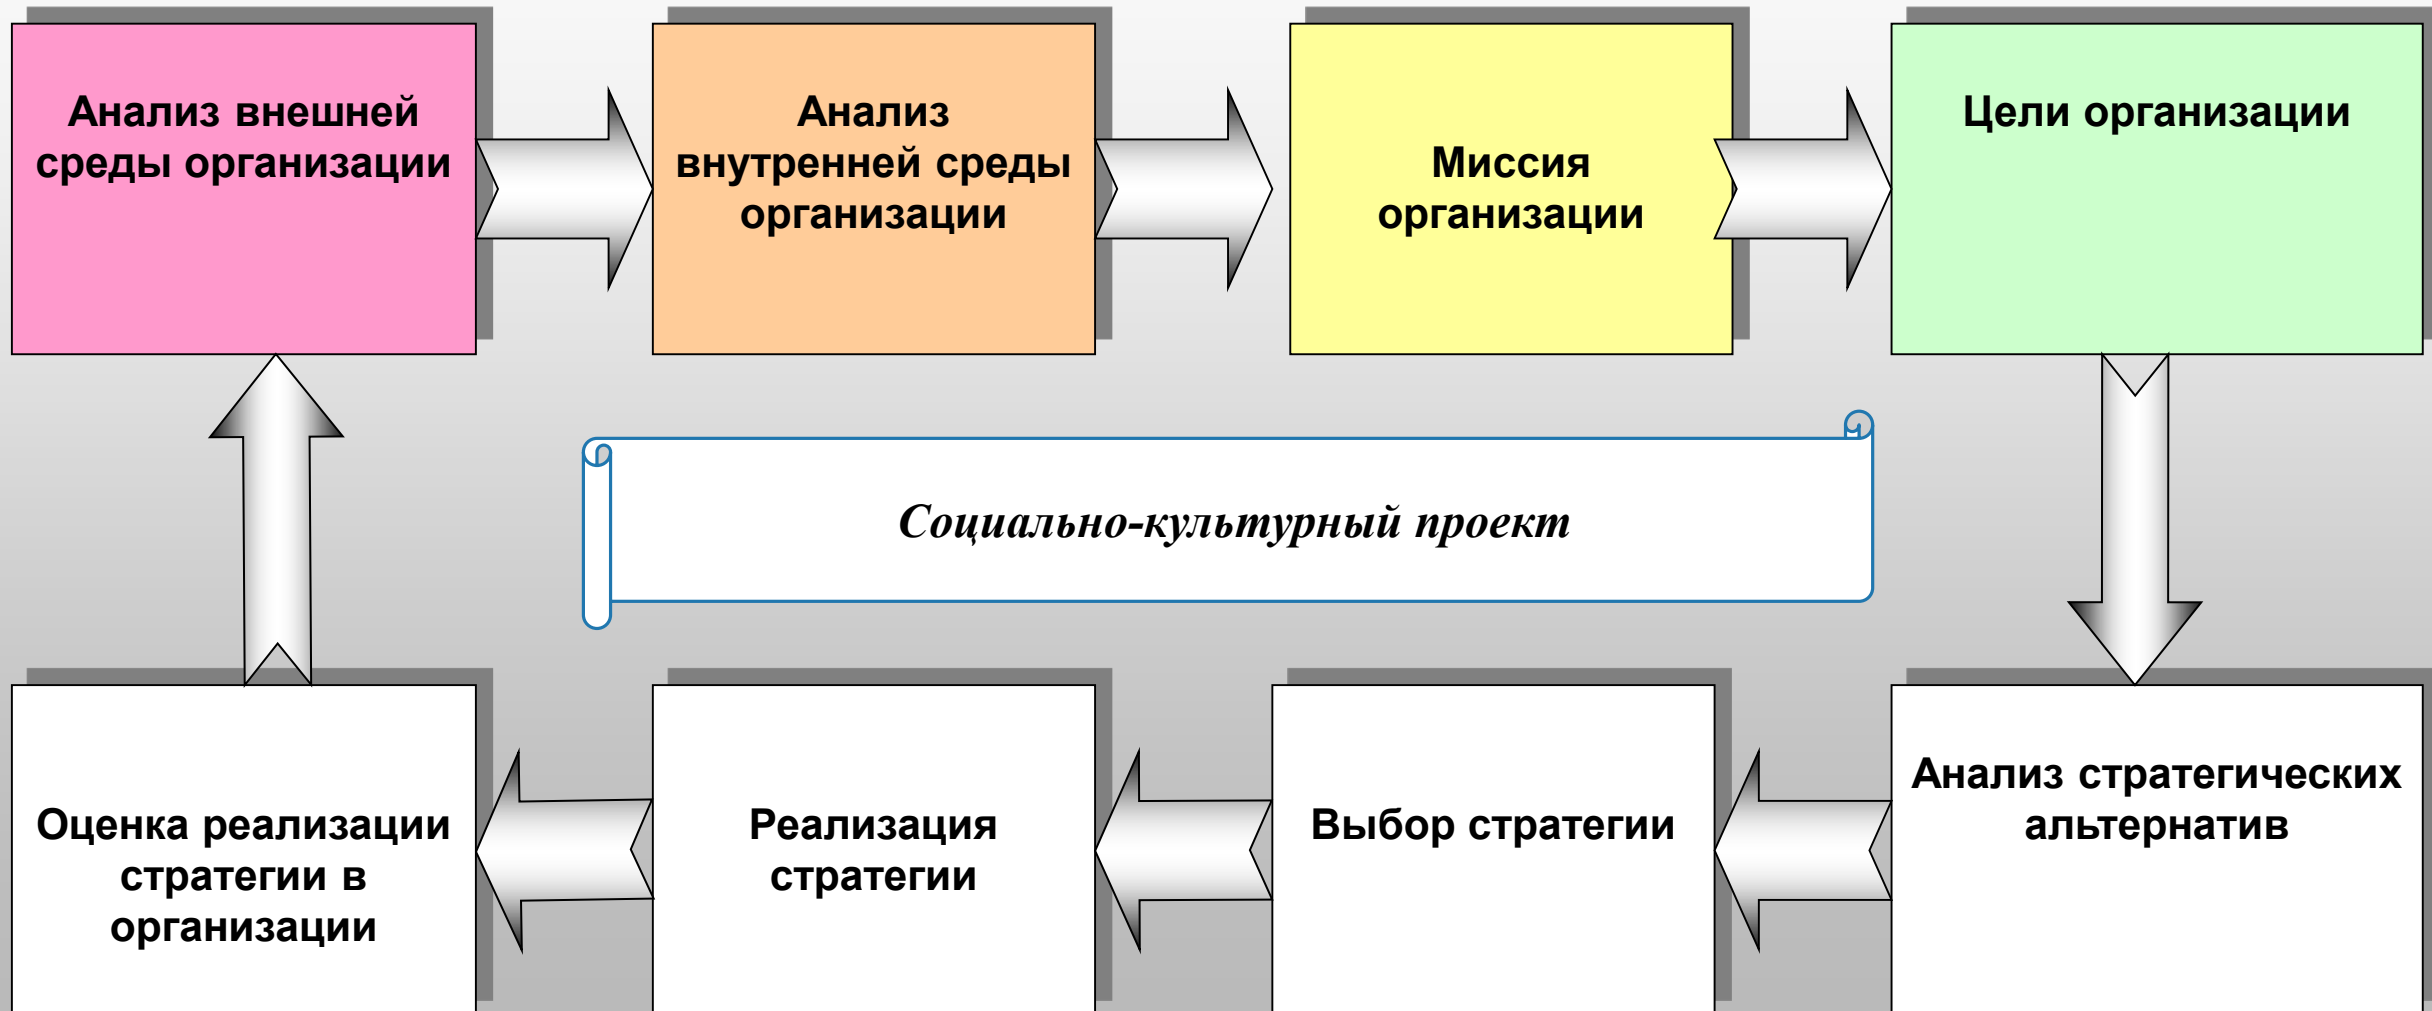 Анализ внешней
среды организации
Анализ
внутренней среды
организации
Миссия
организации
Цели организации
Социально-культурный проект
Оценка реализации
стратегии в
организации
Реализация
стратегии
Выбор стратегии
Анализ стратегических
альтернатив